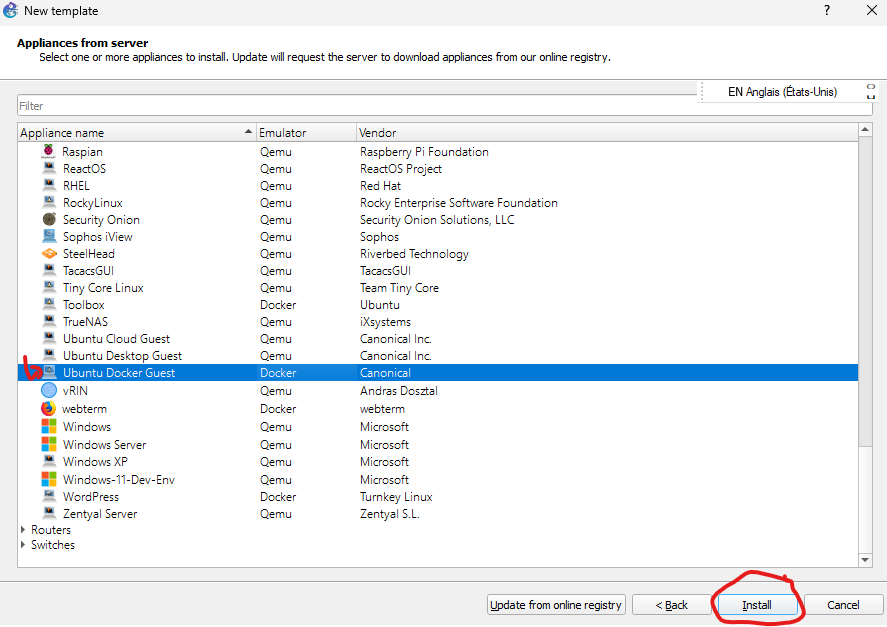 New template
?
Appliances from server
Select one or more appliances to install. Update will request the server to download appliances from our online registry.
EN Anglais (États-Unis)
Filter
Appliance name Emulator Vendor
Raspian Qemu Raspberry Pi Foundation
ReactOS Qemu ReactOS Project
RHEL Qemu Red Hat
RockyLinux Qemu Rocky Enterprise Software Foundation
Security Onion Qemu Security Onion Solutions, LLC
Sophos iView Qemu Sophos
SteelHead Qemu Riverbed Technology
TacacsGUI Qemu TacacsGUI
Tiny Core Linux Qemu Team Tiny Core
Toolbox Docker Ubuntu
TrueNAS Qemu iXsystems
Ubuntu Cloud Guest Qemu Canonical Inc.
Ubuntu Desktop Guest Qemu Canonical Inc.
Ubuntu Docker Guest Docker Canonical
vRIN Qemu Andras Dosztal
webterm Docker webterm
Windows Qemu Microsoft
Windows Server Qemu Microsoft
Windows XP Qemu Microsoft
Windows-11-Dev-Env Qemu Microsoft
WordPress Docker Turnkey Linux
Zentyal Server Qemu Zentyal S.L.
Routers
Switches
Update from online registry < Back Install Cancel